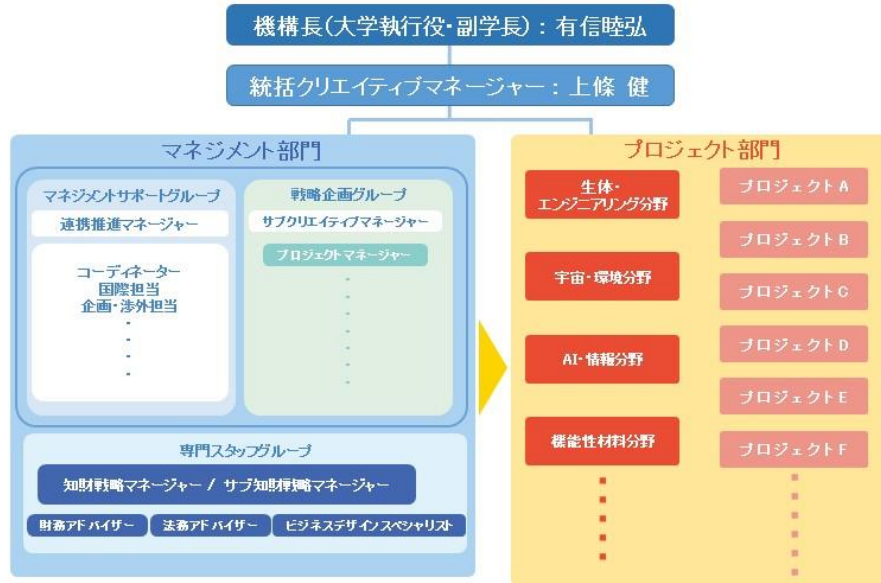 機構長(大学執行役・副学長)：有信睦弘
統括クリエイティブマネージャー：上條 健
マネジメント部門
マネジメントサポートグループ
連携推進マネージャー
コーディネーター
国際担当
企画・渉外担当
戦略企画グループ
サブクリエイティブマネージャー
プロジェクトマネージャー
専門スタッフグループ
知財戦略マネージャー / サブ知財戦略マネージャー
財務アドバイザー
法務アドバイザー
ビジネスデザインスペシャリスト
プロジェクト部門
生体・
エンジニアリング分野
宇宙・環境分野
AI・情報分野
機能性材料分野
プロジェクトA
プロジェクトB
プロジェクトC
プロジェクトD
プロジェクトE
プロジェクトF